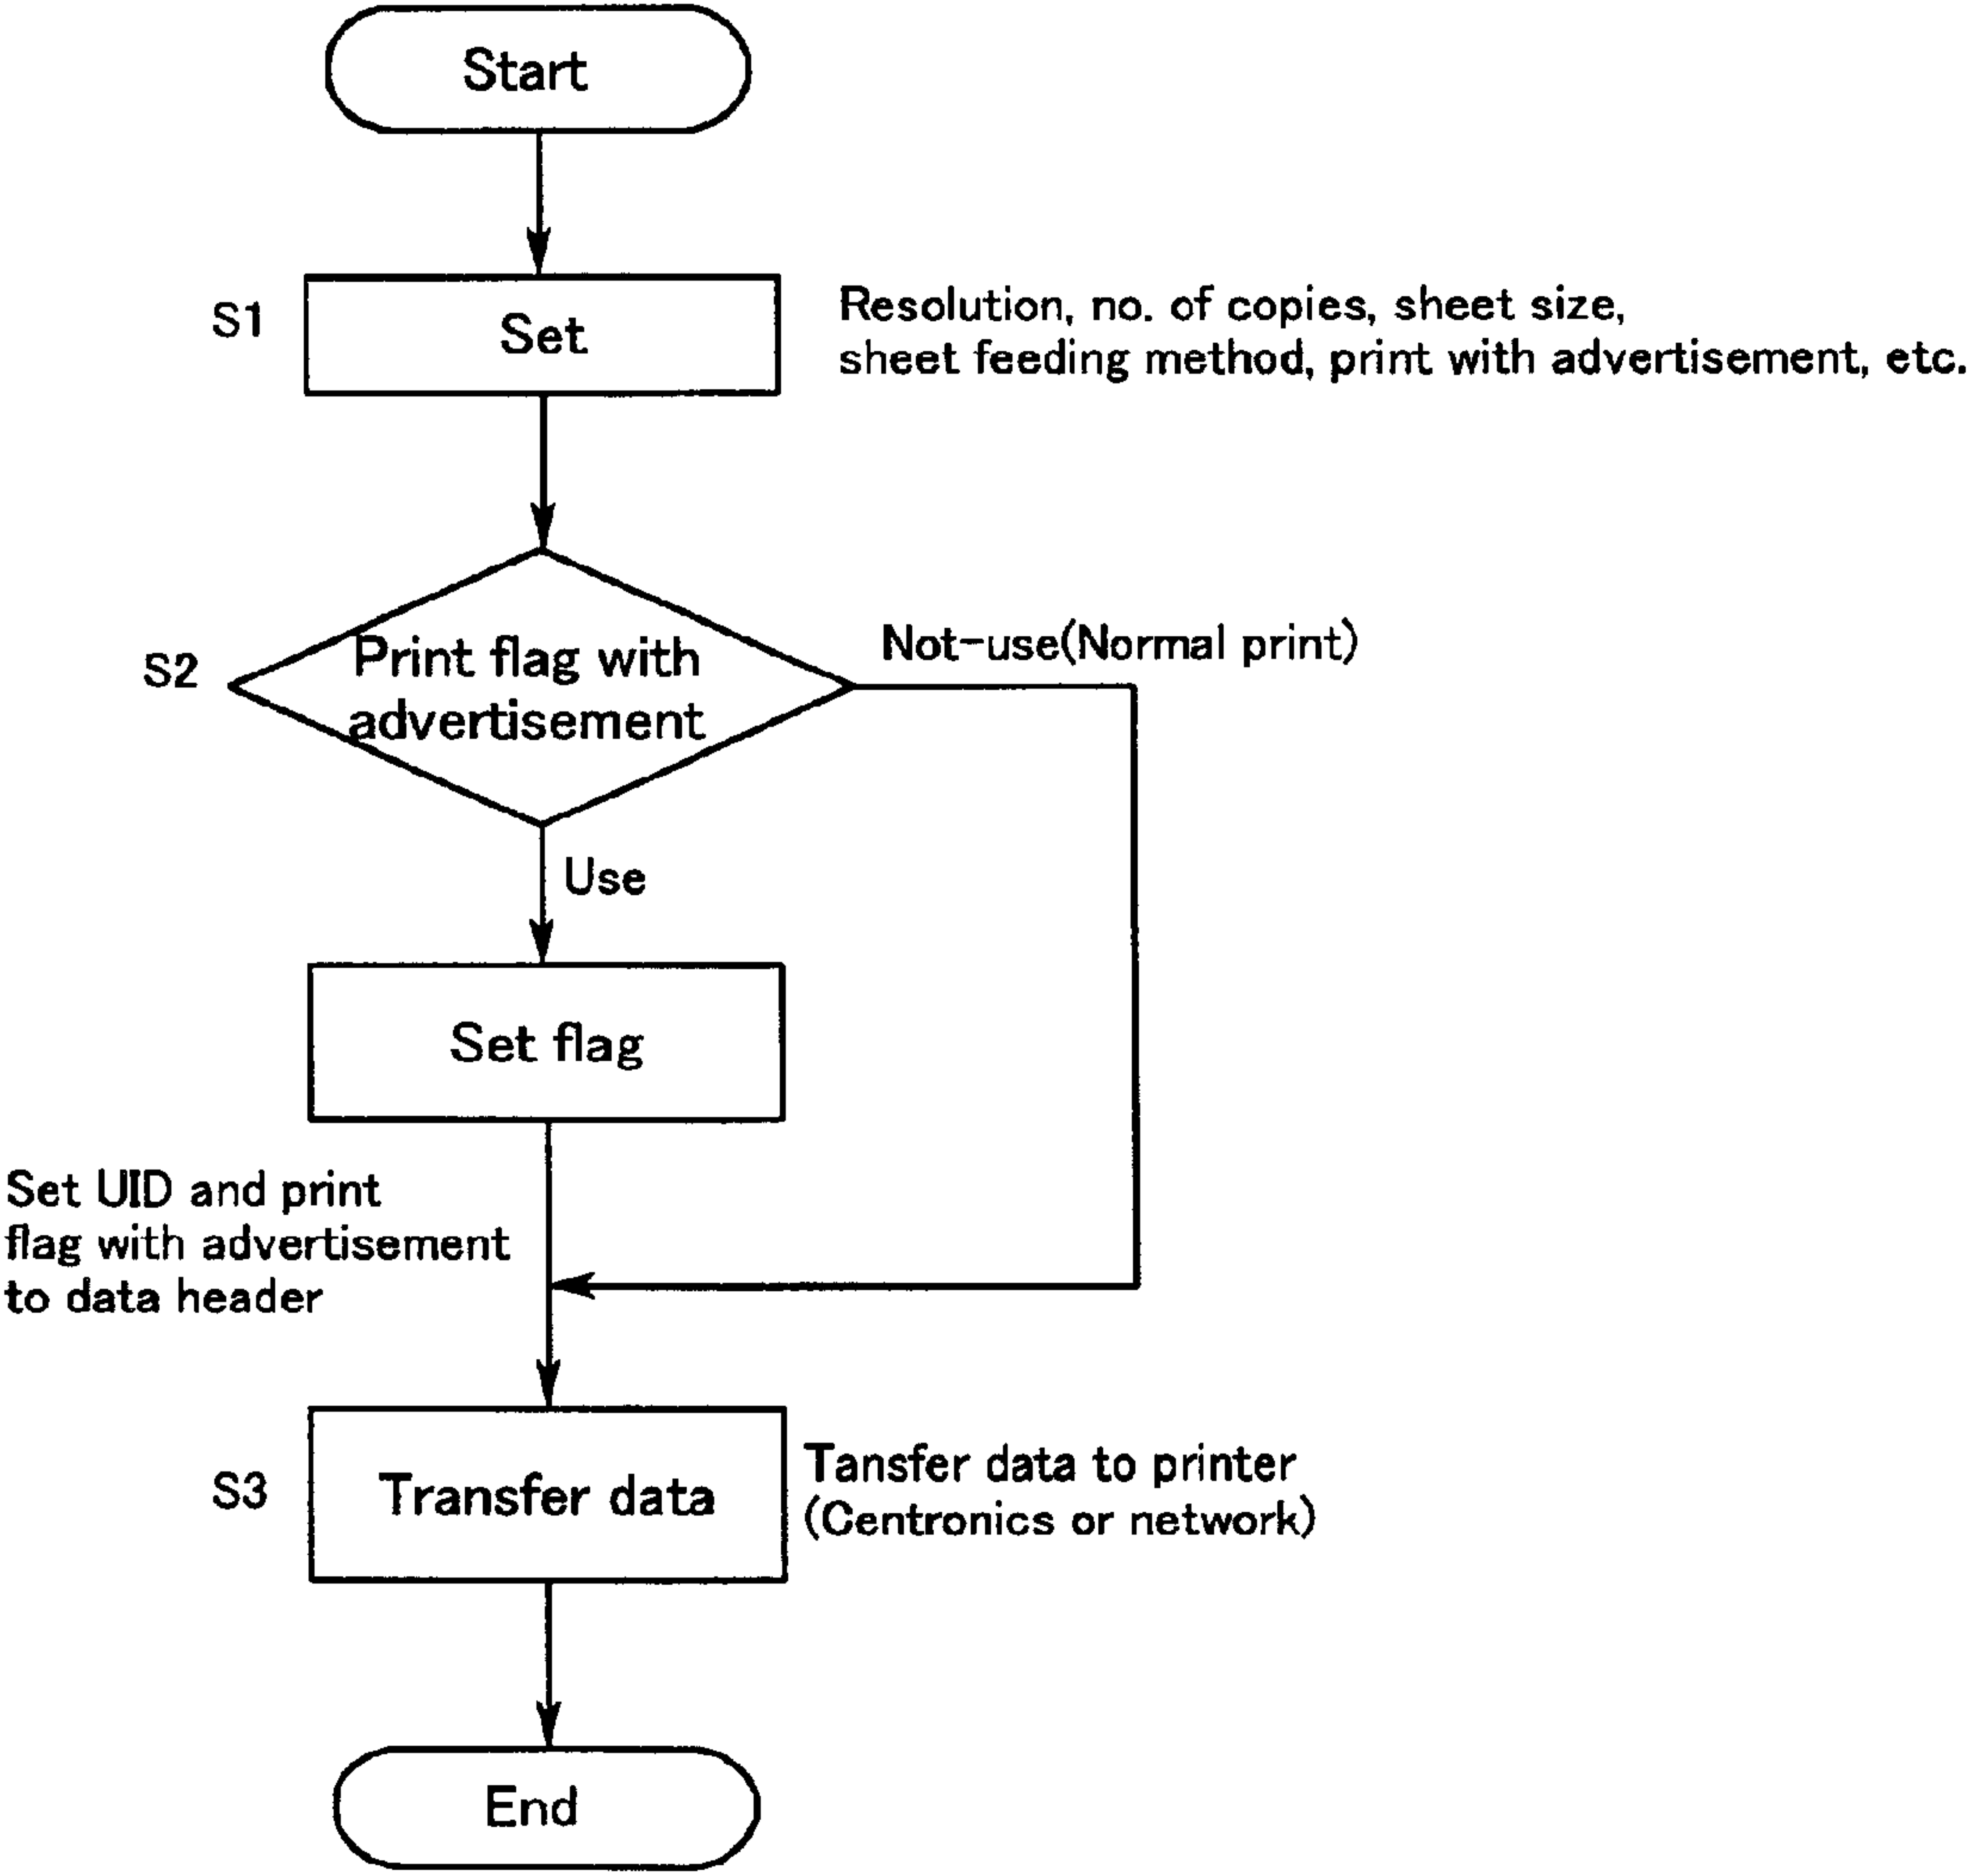 Start
S1
Set
Resolution, no. of copies, sheet size,
sheet feeding method, print with advertisement, etc.
S2
Print flag with
advertisement
Not-use(Normal print)
Use
Set flag
Set UID and print
flag with advertisement
to data header
S3
Transfer data
Tansfer data to printer
(Centronics or network)
End